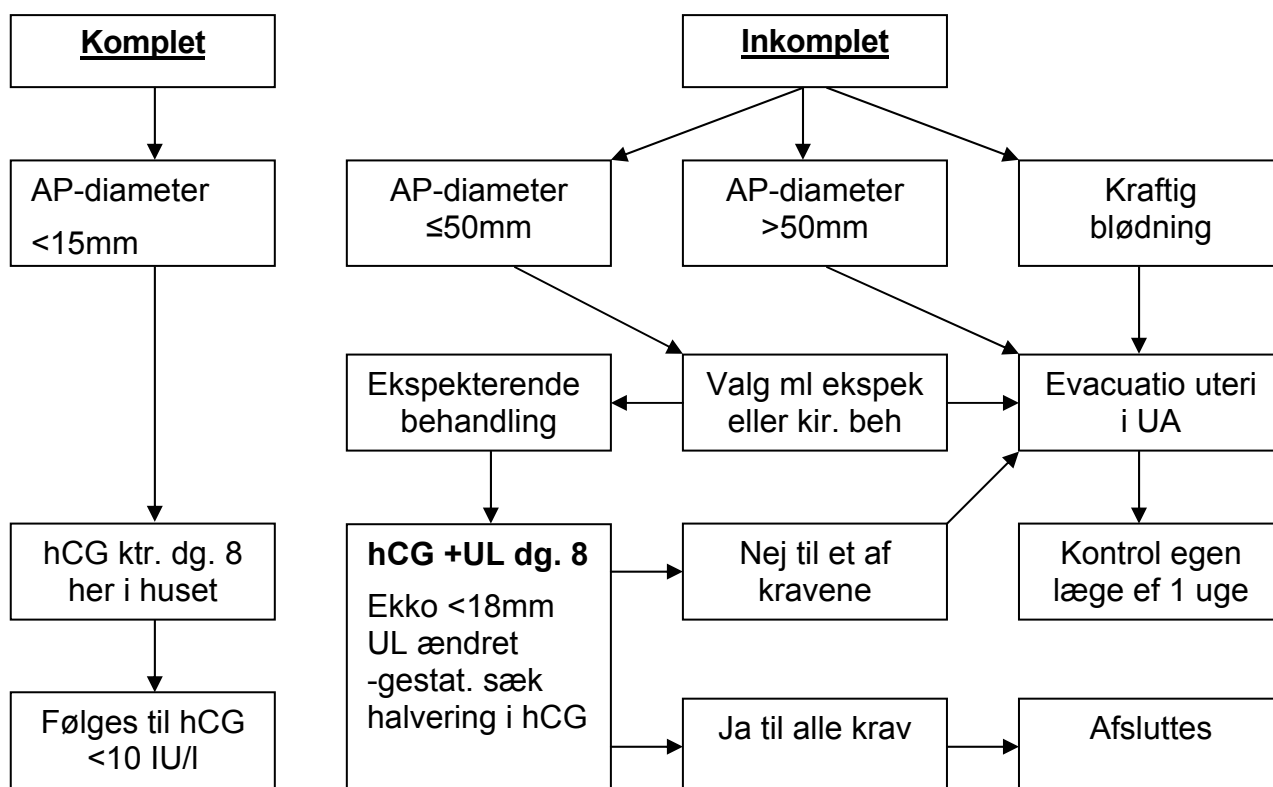 Komplet
Inkomplet
AP-diameter
<15mm
AP-diameter
≤50mm
AP-diameter
>50mm
Kraftig
blødning
Ekspekterende
behandling
Valg ml ekspek
eller kir. beh
Evacuatio uteri
i UA
hCG ktr. dg. 8
her i huset
hCG +UL dg. 8
Ekko <18mm
UL ændret
-gestat. sæk
halvering i hCG
Nej til et af
kravene
Kontrol egen
læge ef 1 uge
Følges til hCG
<10 IU/l
Ja til alle krav
Afsluttes